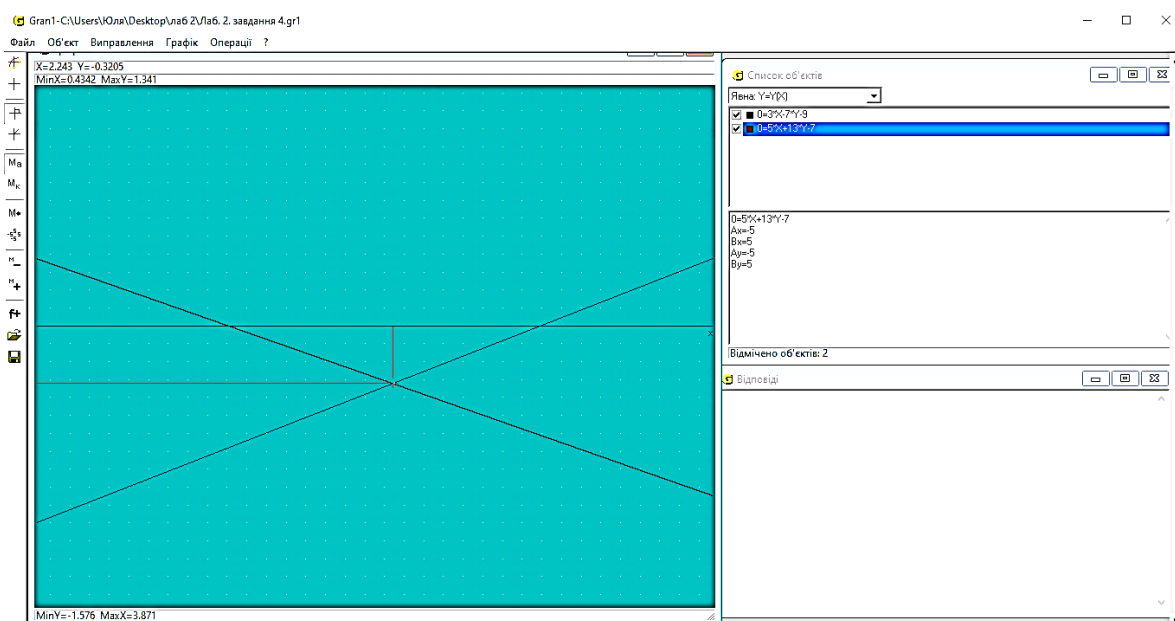 Gran1-C:\Users\Юля\Desktop\лаб 2\Лаб. 2. завдання 4.gr1
Файл Об'єкт Виправлення Графік Операції ?
X=2.243 Y=-0.3205
MinX=0.4342 MaxY=1.341
Ma
Mк
M+
M
M
f+
x
MinY=-1.576 MaxX=3.871
Список об'єктів
Явна: Y=Y(X)
0=3*X-7*Y-9
0=5*X+13*Y-7
0=5*X+13*Y-7
Ax=-5
Bx=5
Ay=-5
By=5
Відмічено об'єктів: 2
Відповіді